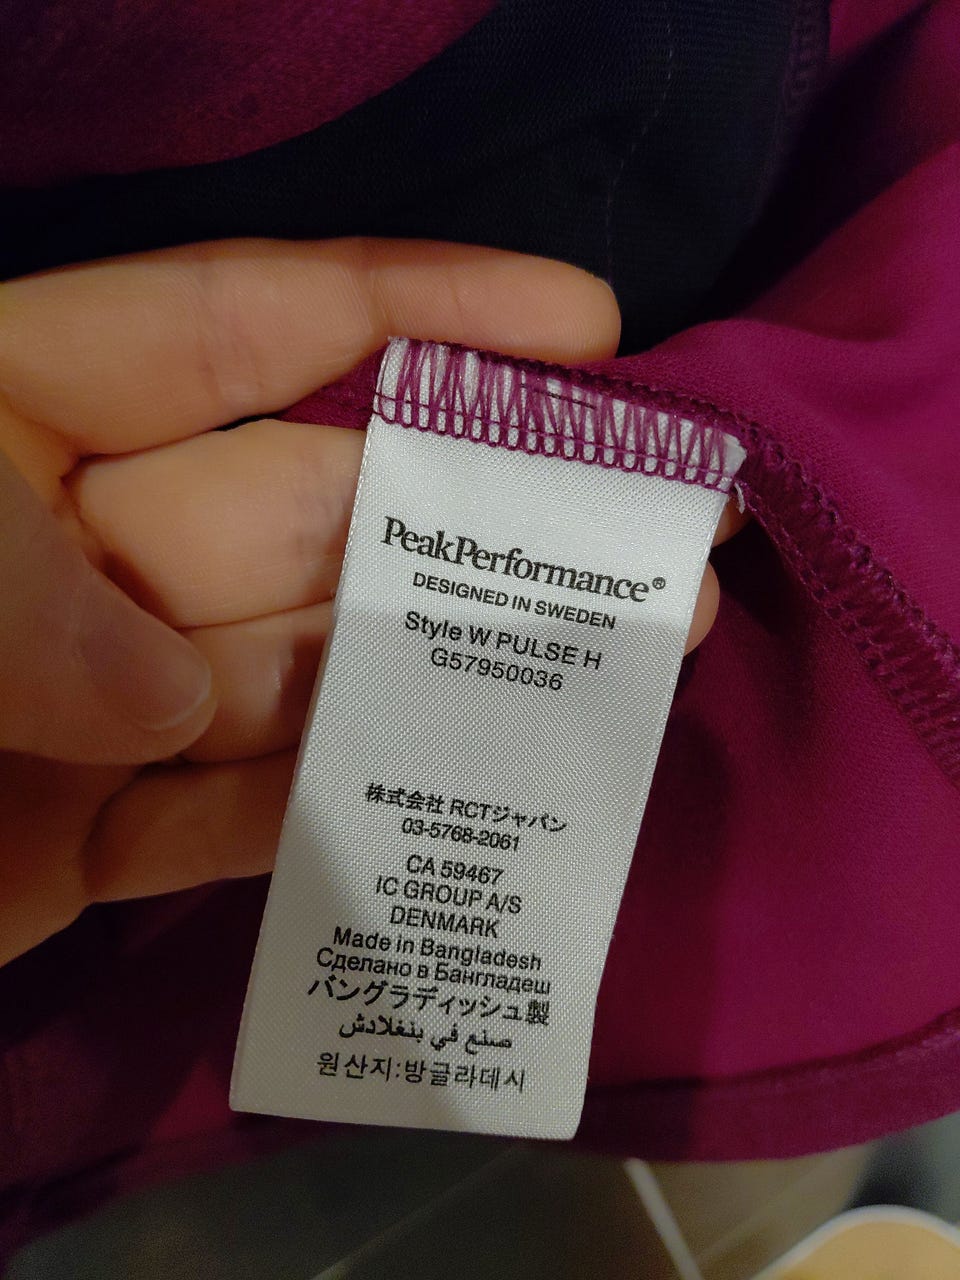 PeakPerformance®
DESIGNED IN SWEDEN
Style W PULSE H
G57950036
株式会社 RCTジャパン
03-5768-2061
CA 59467
IC GROUP A/S
DENMARK
Made in Bangladesh
Сделано в Бангладеш
バングラディッシュ製
صنع في بنغلادش
원산지:방글라데시